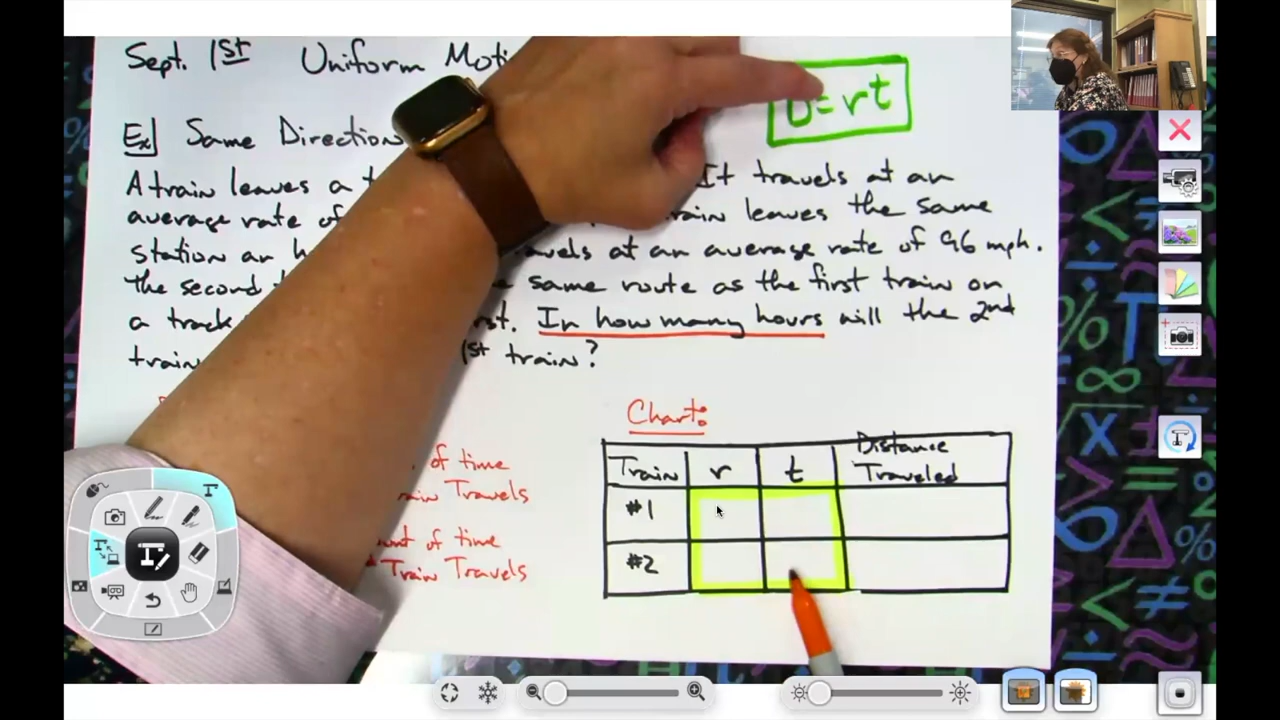 Sept. 1st Uniform Moti
D=rt
Ex] Same Direction
A train leaves a t It travels at an
average rate of train leaves the same
station an h avels at an average rate of 96 mph.
The second same route as the first train on
a track rst. In how many hours will the 2nd
train 1st train?
Chart:
Train r t Distance Traveled
#1
#2
of time
rain Travels
ount of time
Train Travels